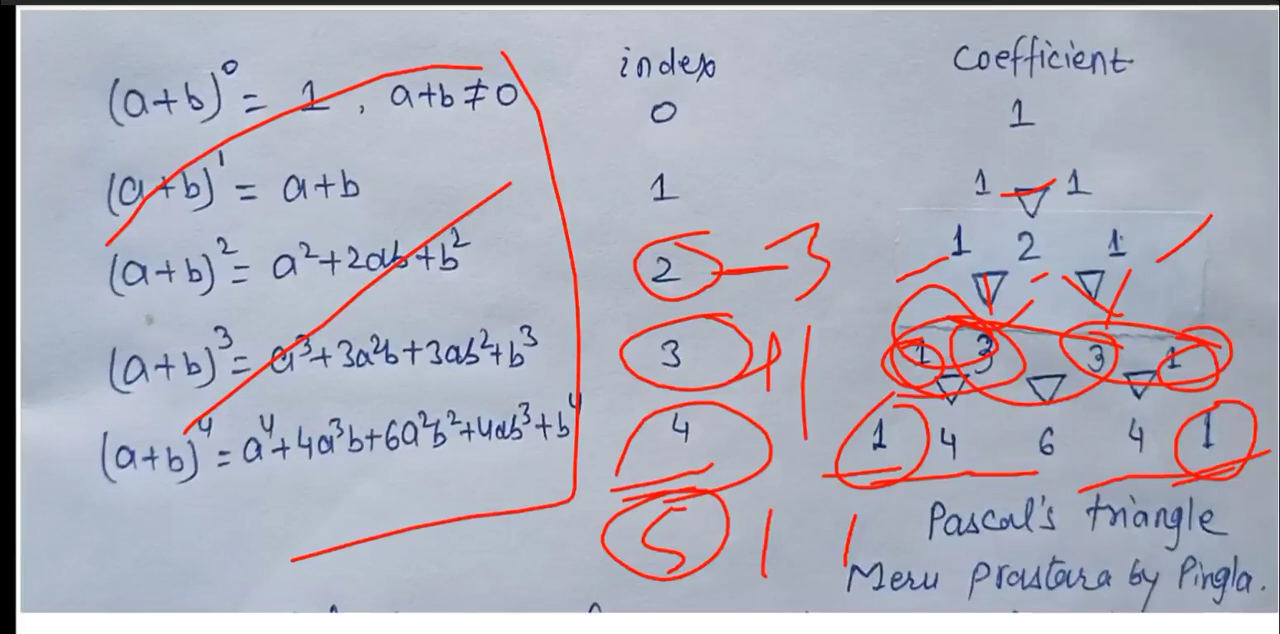 index Coefficient
(a+b)⁰ = 1 , a+b≠0 0 1
(a+b)¹ = a+b 1 1 1
(a+b)² = a²+2ab+b² 2 3 1 2 1
(a+b)³ = a³+3a²b+3ab²+b³ 3 1 3 3 1
(a+b)⁴ = a⁴+4a³b+6a²b²+4ab³+b⁴ 4 1 4 6 4 1
5
Pascal's triangle
Meru Prastara by Pingla.